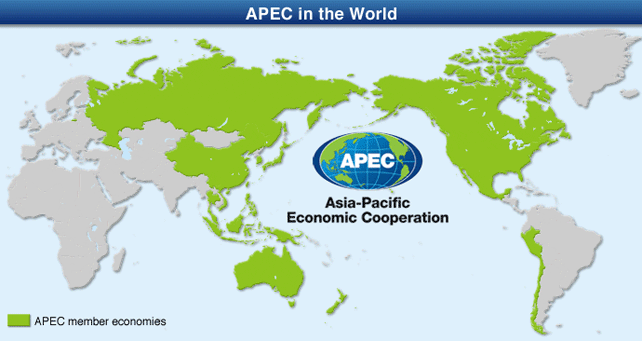 APEC in the World
APEC
Asia-Pacific
Economic Cooperation
APEC member economies